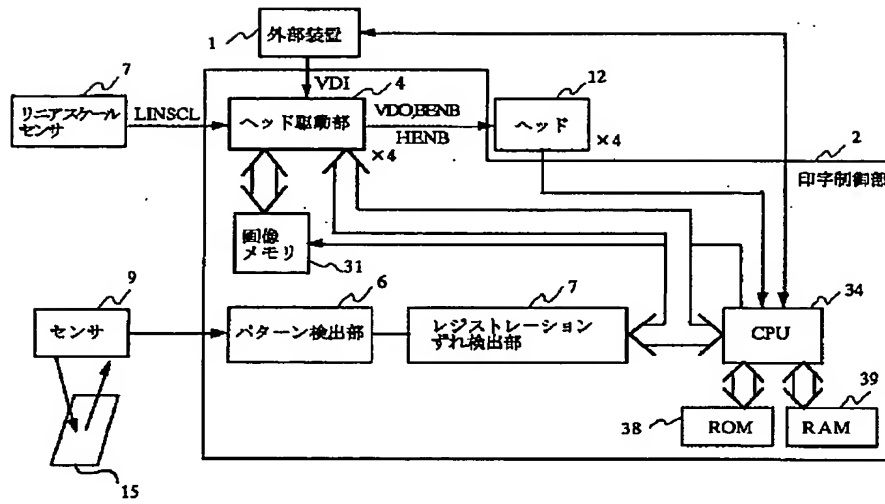 1
外部装置
7
リニアスケール
センサ
LINSCL
VDI
4
ヘッド駆動部
×4
VDO,BENB
HENB
12
ヘッド
×4
2
印字制御部
画像
メモリ
31
9
センサ
15
6
パターン検出部
7
レジストレーション
ずれ検出部
34
CPU
38
ROM
39
RAM